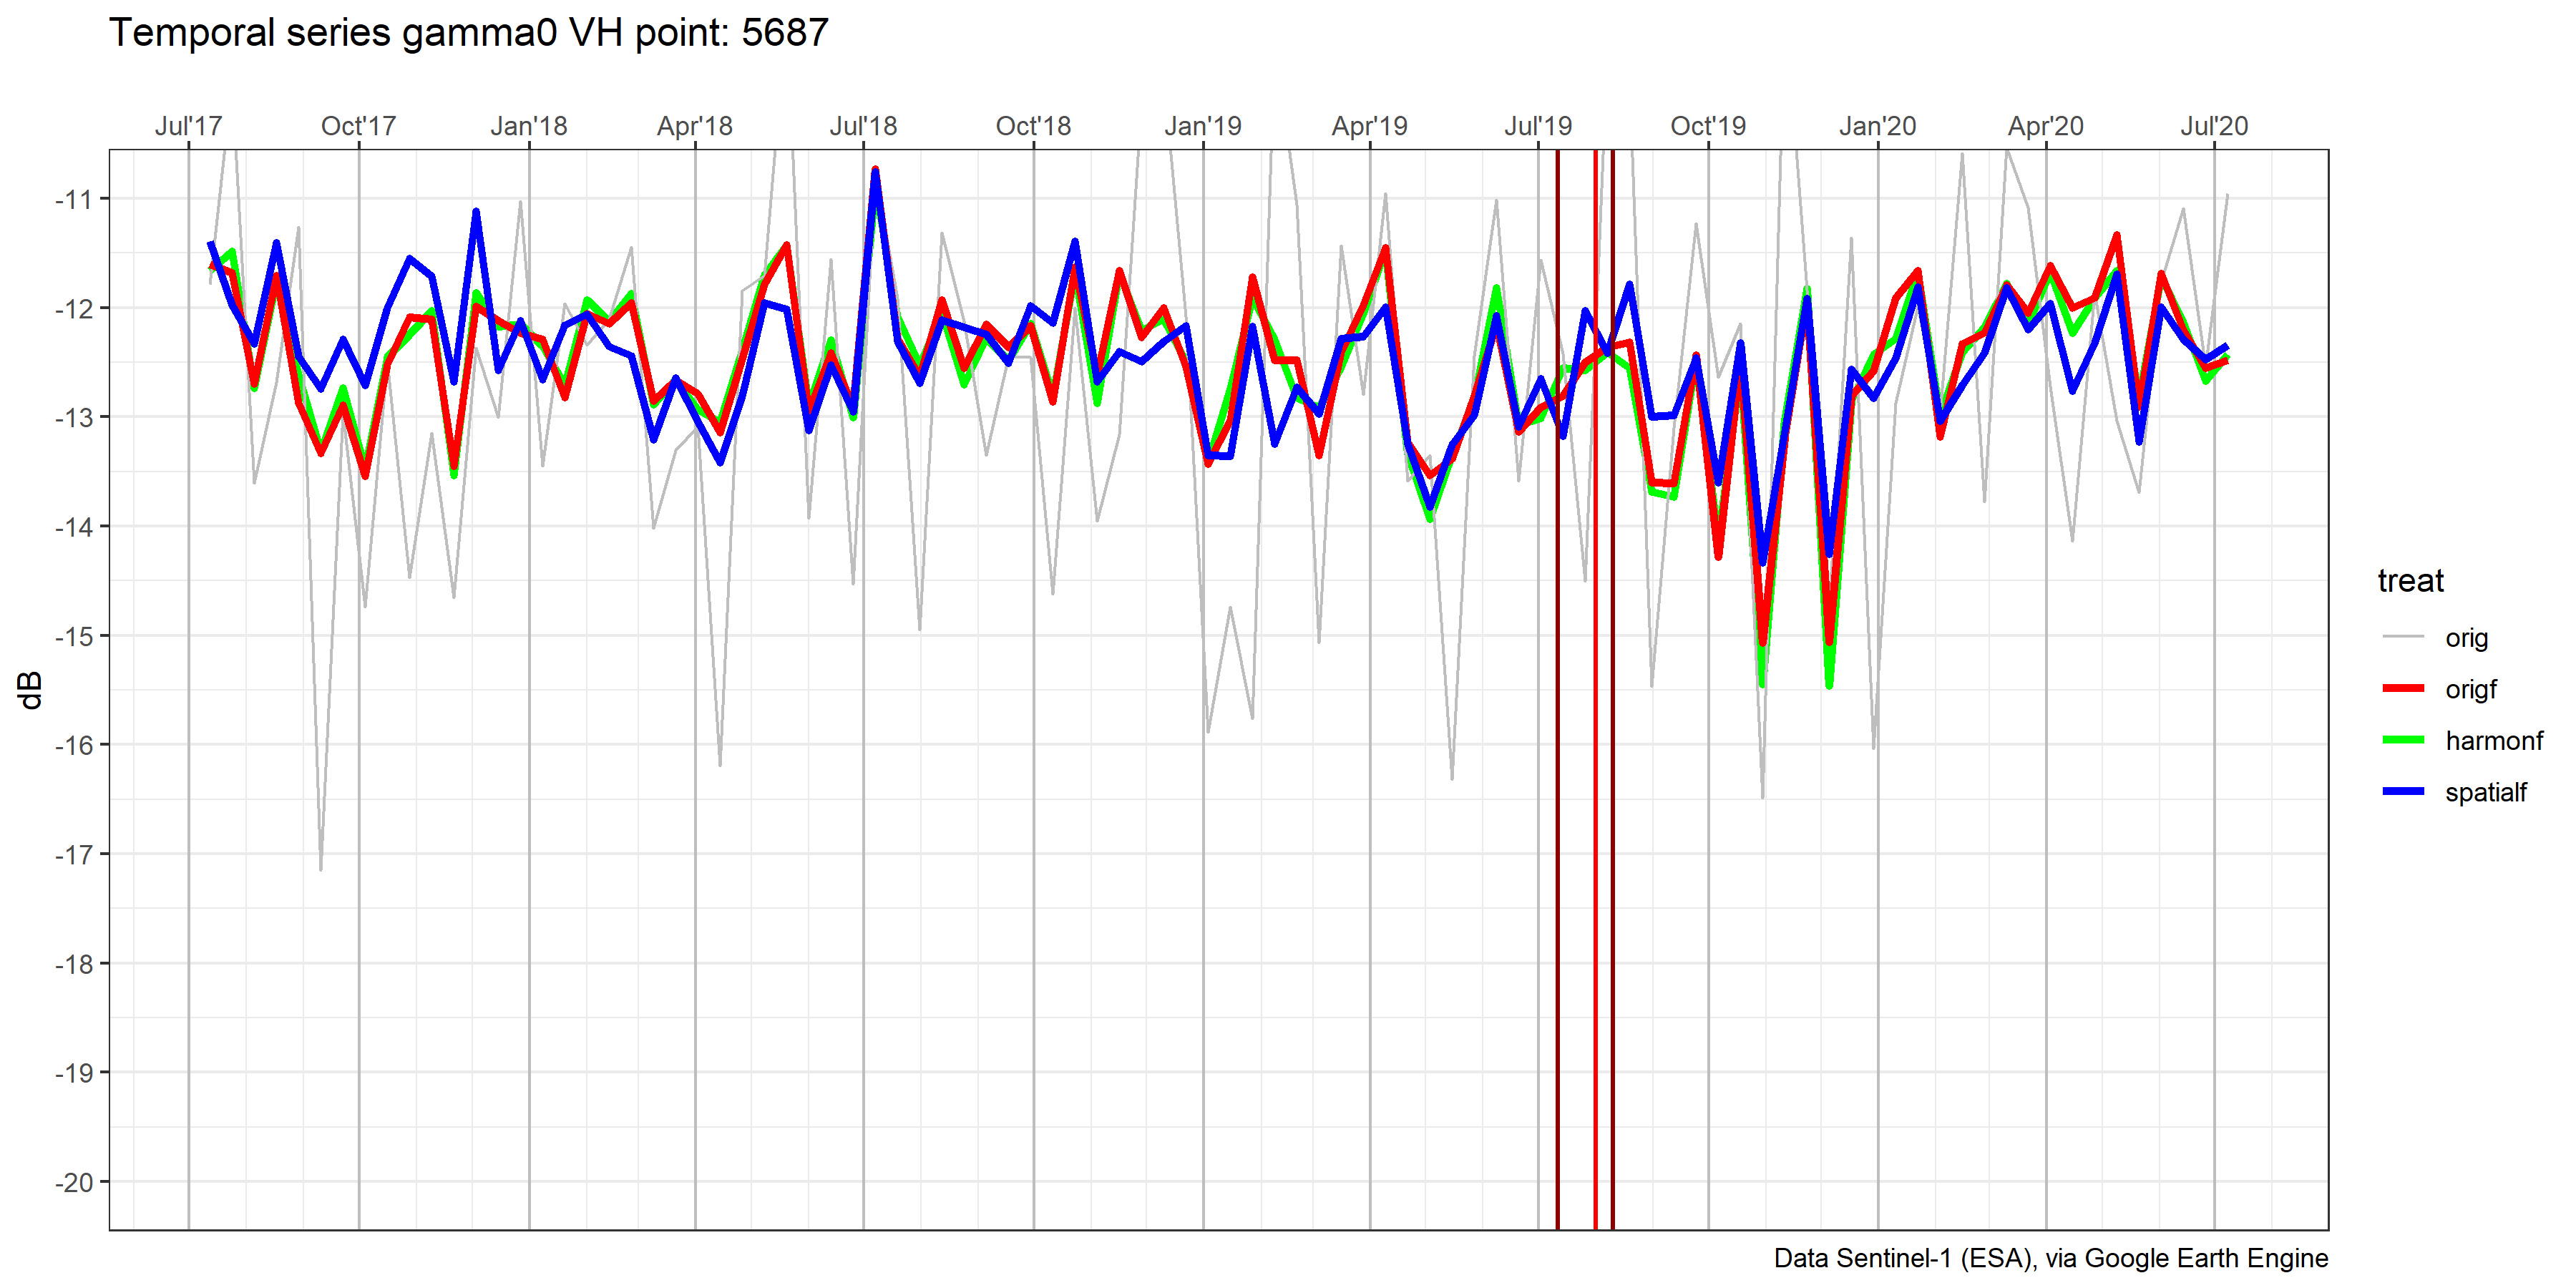 Temporal series gamma0 VH point: 5687
Jul'17 Oct'17 Jan'18 Apr'18 Jul'18 Oct'18 Jan'19 Apr'19 Jul'19 Oct'19 Jan'20 Apr'20 Jul'20
-11
-12
-13
-14
-15
-16
-17
-18
-19
-20
dB
treat
orig
origf
harmonf
spatialf
Data Sentinel-1 (ESA), via Google Earth Engine